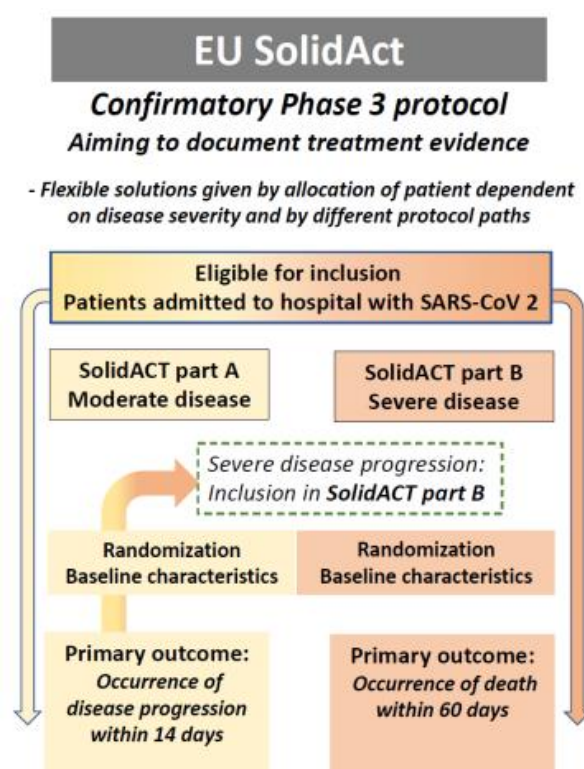 EU SolidAct
Confirmatory Phase 3 protocol
Aiming to document treatment evidence
- Flexible solutions given by allocation of patient dependent
on disease severity and by different protocol paths
Eligible for inclusion
Patients admitted to hospital with SARS-CoV 2
SolidACT part A
Moderate disease
SolidACT part B
Severe disease
Severe disease progression:
Inclusion in SolidACT part B
Randomization
Baseline characteristics
Randomization
Baseline characteristics
Primary outcome:
Occurrence of
disease progression
within 14 days
Primary outcome:
Occurrence of death
within 60 days